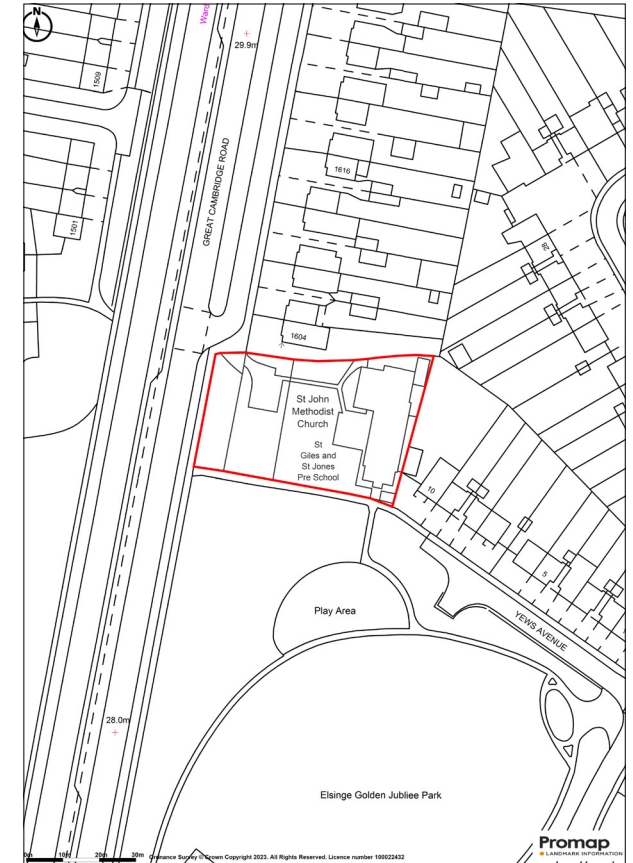 N
Ward
29.9m
1509
1501
GREAT CAMBRIDGE ROAD
1616
28
1604
St John
Methodist
Church
St
Giles and
St Jones
Pre School
10
5
YEWS AVENUE
Play Area
28.0m
Elsinge Golden Jubliee Park
0m 10m 20m 30m
Ordnance Survey © Crown Copyright 2023. All Rights Reserved. Licence number 100022432
Promap
LANDMARK INFORMATION